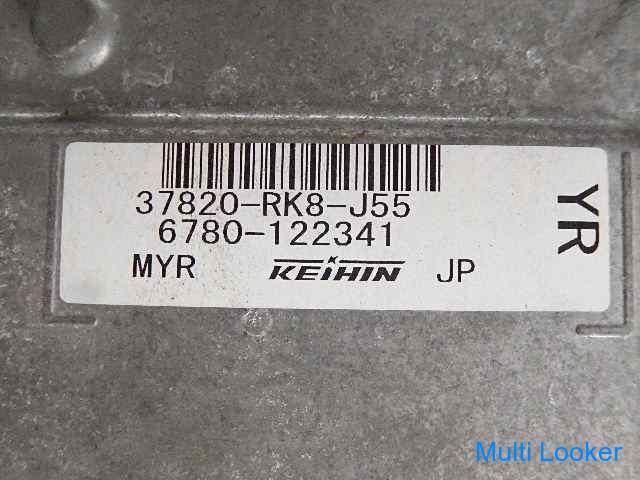 37820-RK8-J55
6780-122341
MYR KEIHIN JP
YR
Multi Looker